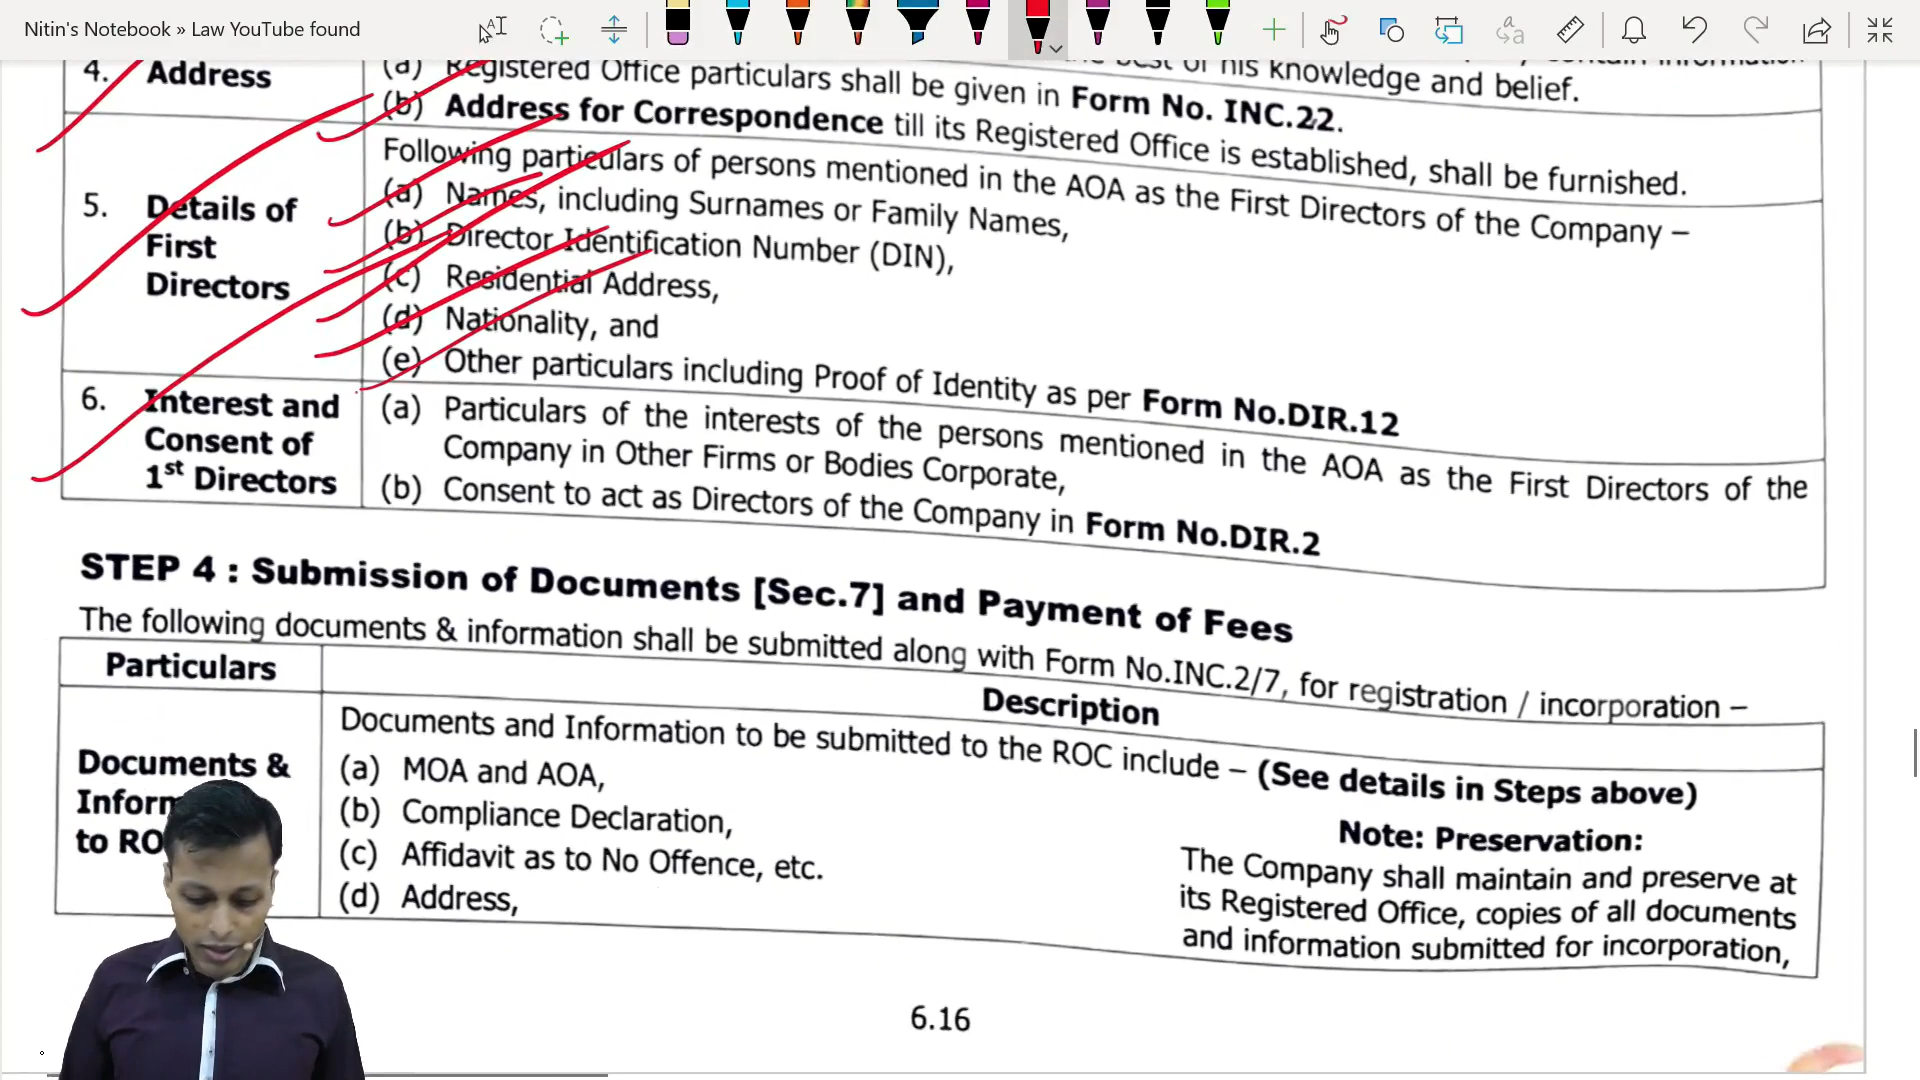 Nitin's Notebook » Law YouTube found
4. Address
(a) Registered Office particulars shall be given in Form No. INC.22.
his knowledge and belief.
(b) Address for Correspondence till its Registered Office is established, shall be furnished.
5. Details of First Directors
Following particulars of persons mentioned in the AOA as the First Directors of the Company –
(a) Names, including Surnames or Family Names,
(b) Director Identification Number (DIN),
(c) Residential Address,
(d) Nationality, and
(e) Other particulars including Proof of Identity as per Form No.DIR.12
6. Interest and Consent of 1st Directors
(a) Particulars of the interests of the persons mentioned in the AOA as the First Directors of the
Company in Other Firms or Bodies Corporate,
(b) Consent to act as Directors of the Company in Form No.DIR.2
STEP 4 : Submission of Documents [Sec.7] and Payment of Fees
The following documents & information shall be submitted along with Form No.INC.2/7, for registration / incorporation –
Particulars
Description
Documents &
Documents and Information to be submitted to the ROC include – (See details in Steps above)
(a) MOA and AOA,
(b) Compliance Declaration,
(c) Affidavit as to No Offence, etc.
(d) Address,
Note: Preservation:
The Company shall maintain and preserve at
its Registered Office, copies of all documents
and information submitted for incorporation,
6.16